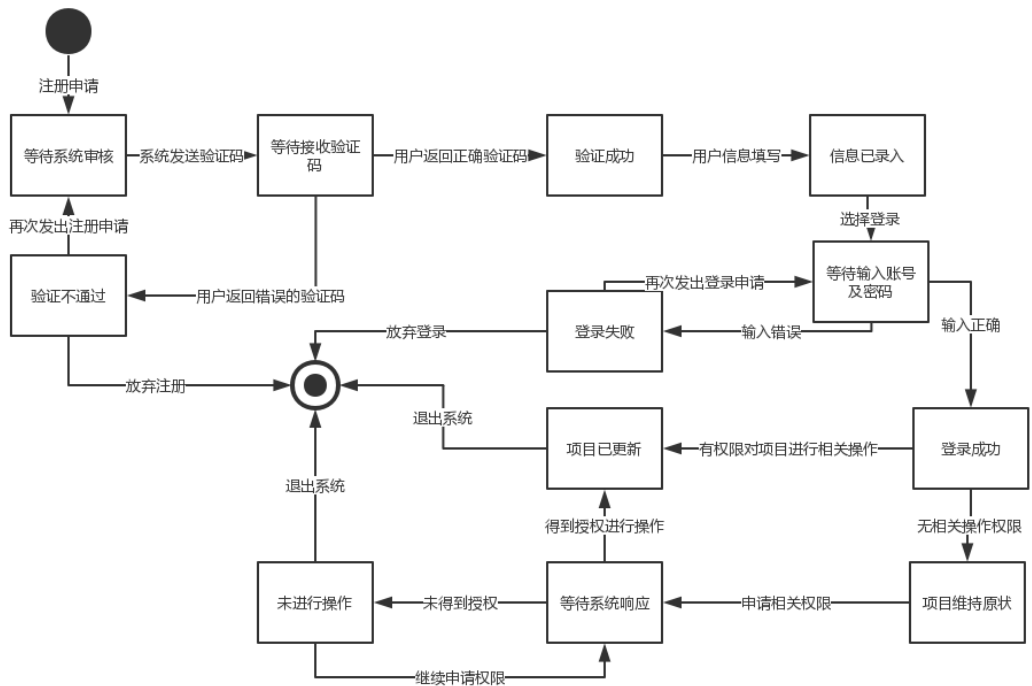 注册申请
等待系统审核
系统发送验证码
等待接收验证
码
用户返回正确验证码
验证成功
用户信息填写
信息已录入
再次发出注册申请
选择登录
验证不通过
用户返回错误的验证码
再次发出登录申请
等待输入账号
及密码
放弃登录
登录失败
输入错误
输入正确
放弃注册
退出系统
项目已更新
有权限对项目进行相关操作
登录成功
退出系统
得到授权进行操作
无相关操作权限
未进行操作
未得到授权
等待系统响应
申请相关权限
项目维持原状
继续申请权限